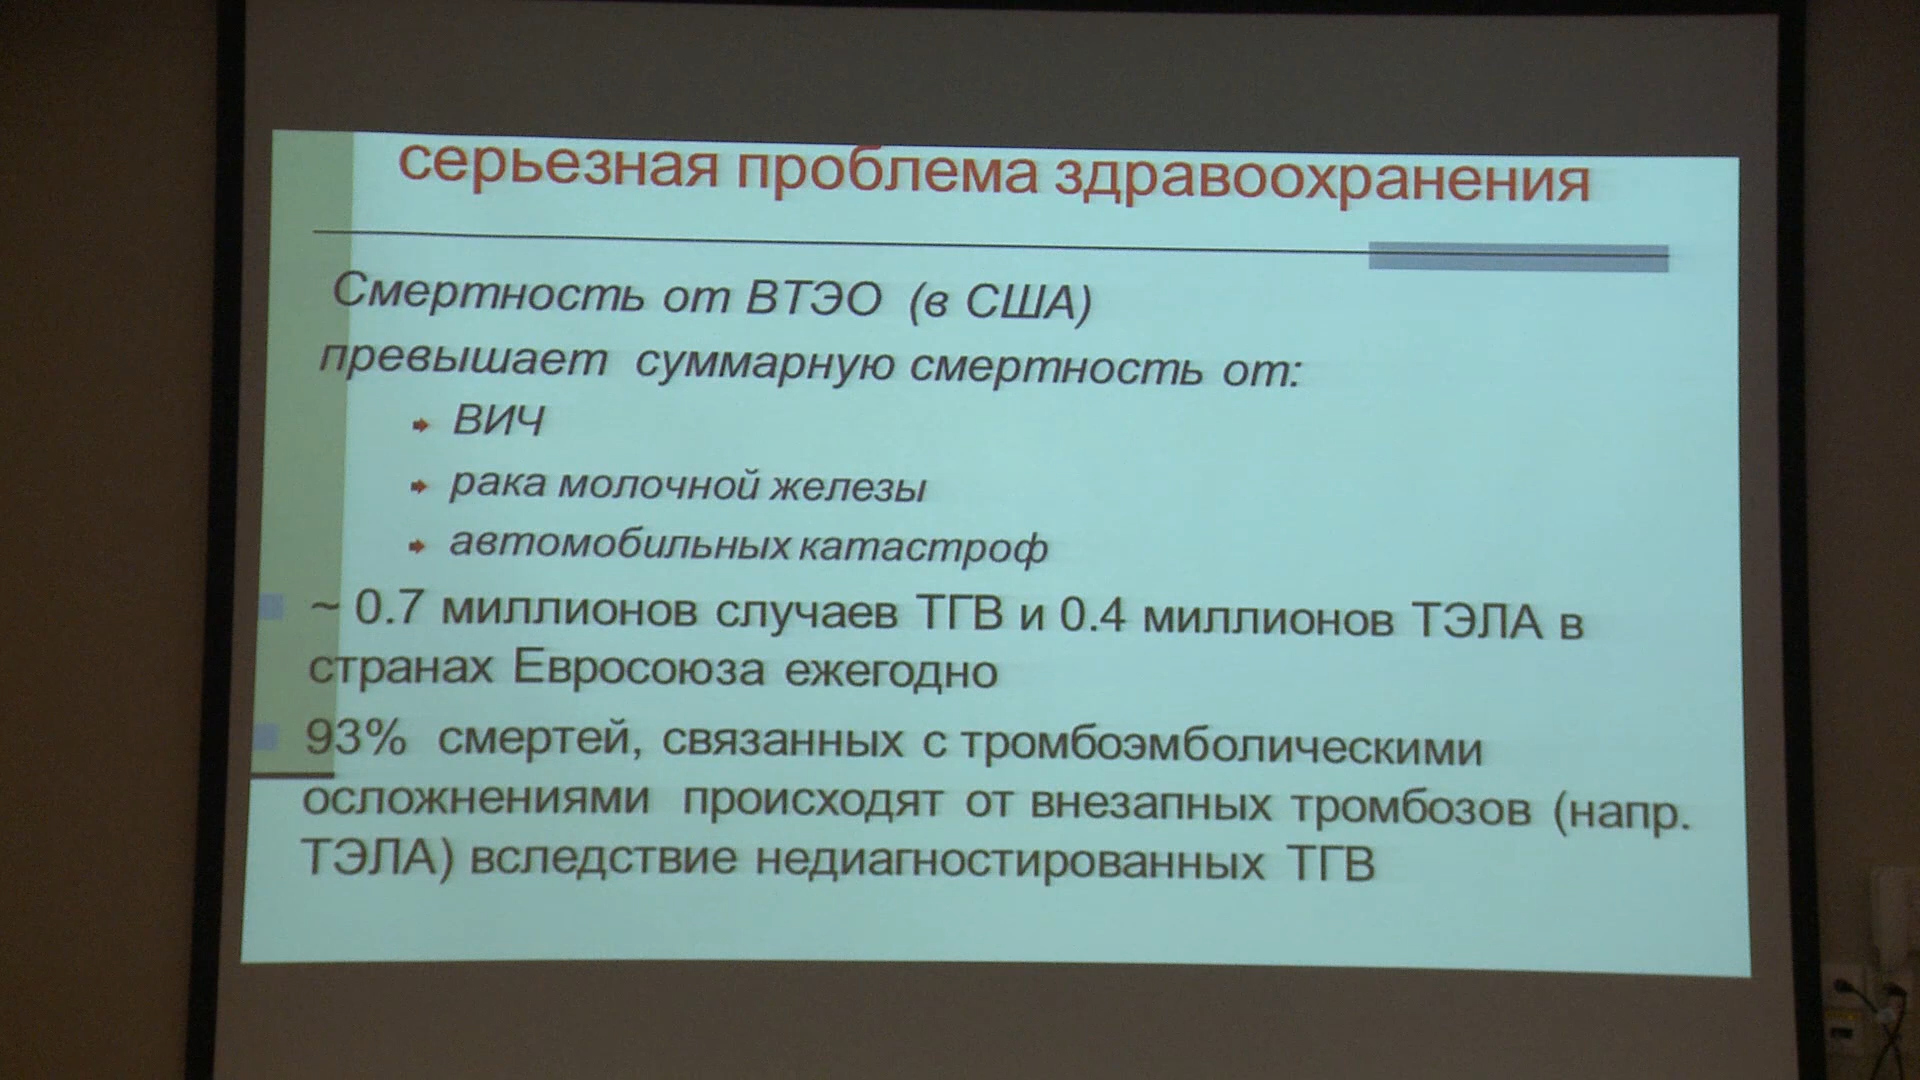 серьезная проблема здравоохранения
Смертность от ВТЭО (в США)
превышает суммарную смертность от:
ВИЧ
рака молочной железы
автомобильных катастроф
~ 0.7 миллионов случаев ТГВ и 0.4 миллионов ТЭЛА в
странах Евросоюза ежегодно
93% смертей, связанных с тромбоэмболическими
осложнениями происходят от внезапных тромбозов (напр.
ТЭЛА) вследствие недиагностированных ТГВ